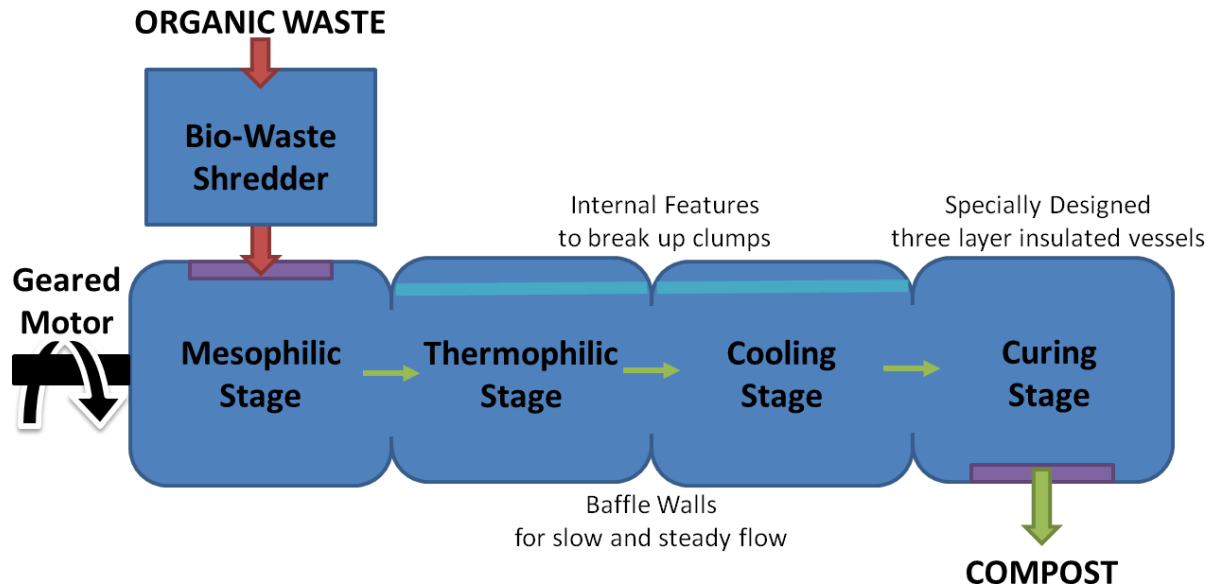 ORGANIC WASTE
Bio-Waste
Shredder
Internal Features
to break up clumps
Specially Designed
three layer insulated vessels
Geared
Motor
Mesophilic
Stage
Thermophilic
Stage
Cooling
Stage
Curing
Stage
Baffle Walls
for slow and steady flow
COMPOST